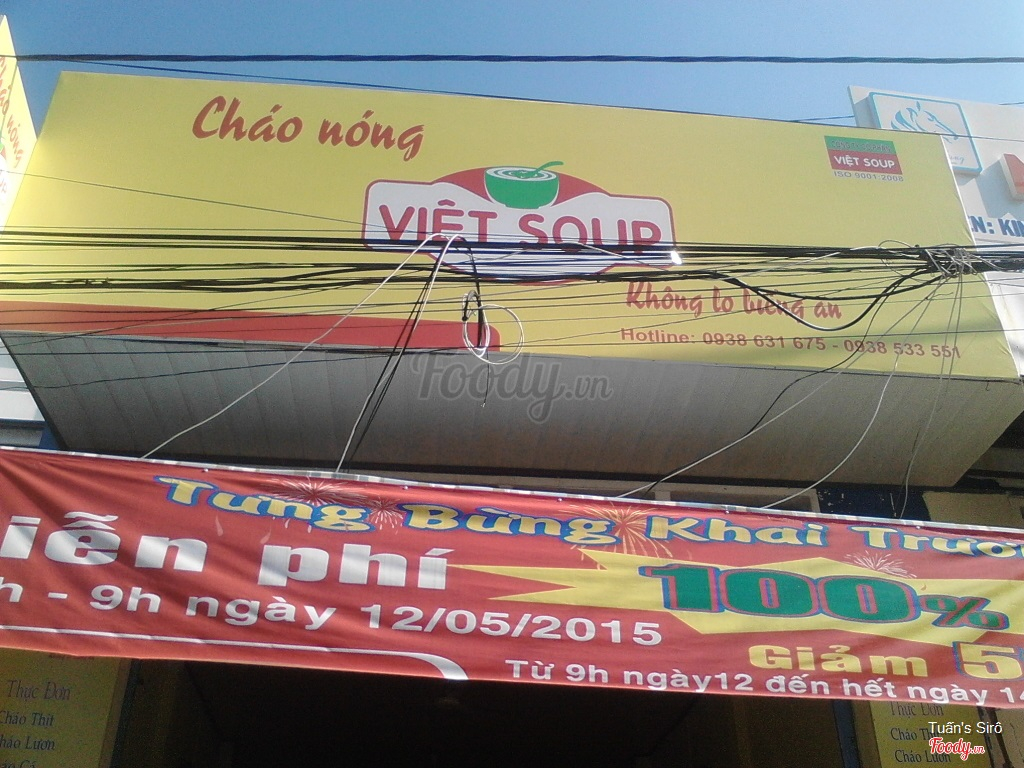 Cháo nóng
VIỆT SOUP
VIỆT SOUP
ISO 9001:2008
Không lo biếng ăn
Hotline: 0938 631 675 - 0938 533 551
Foody.vn
Tưng Bừng Khai Trươ
iễn phí
100%
h - 9h ngày 12/05/2015
Giảm 5
Từ 9h ngày12 đến hết ngày 14
Thực Đơn
Cháo Thịt
háo Lươn
áo Cá
Thực Đơn
Cháo Th
Cháo Lươn
Tuấn's Sirô
Foody.vn